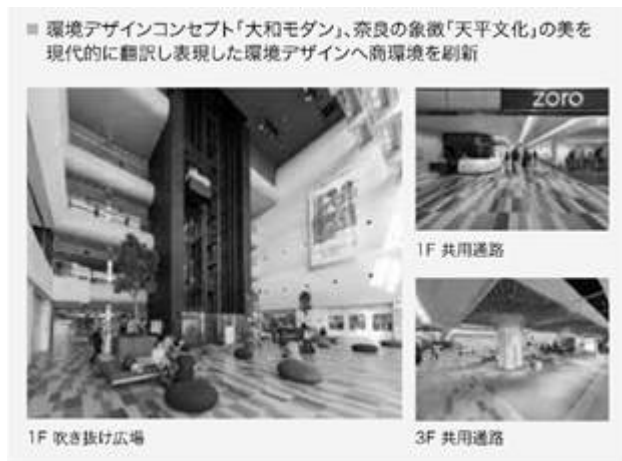 ■ 環境デザインコンセプト「大和モダン」、奈良の象徴「天平文化」の美を
現代的に翻訳し表現した環境デザインへ商環境を刷新
zoro
1F 共用通路
1F 吹き抜け広場
3F 共用通路